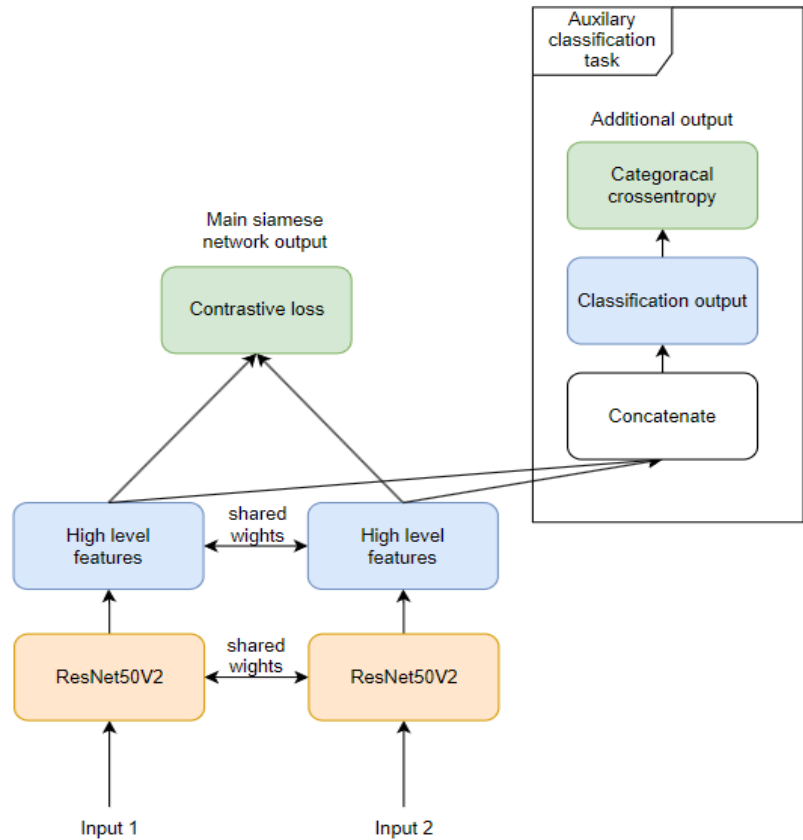 Auxilary
classification
task
Additional output
Categoracal
crossentropy
Main siamese
network output
Contrastive loss
Classification output
Concatenate
High level
features
shared
wights
High level
features
ResNet50V2
shared
wights
ResNet50V2
Input 1
Input 2